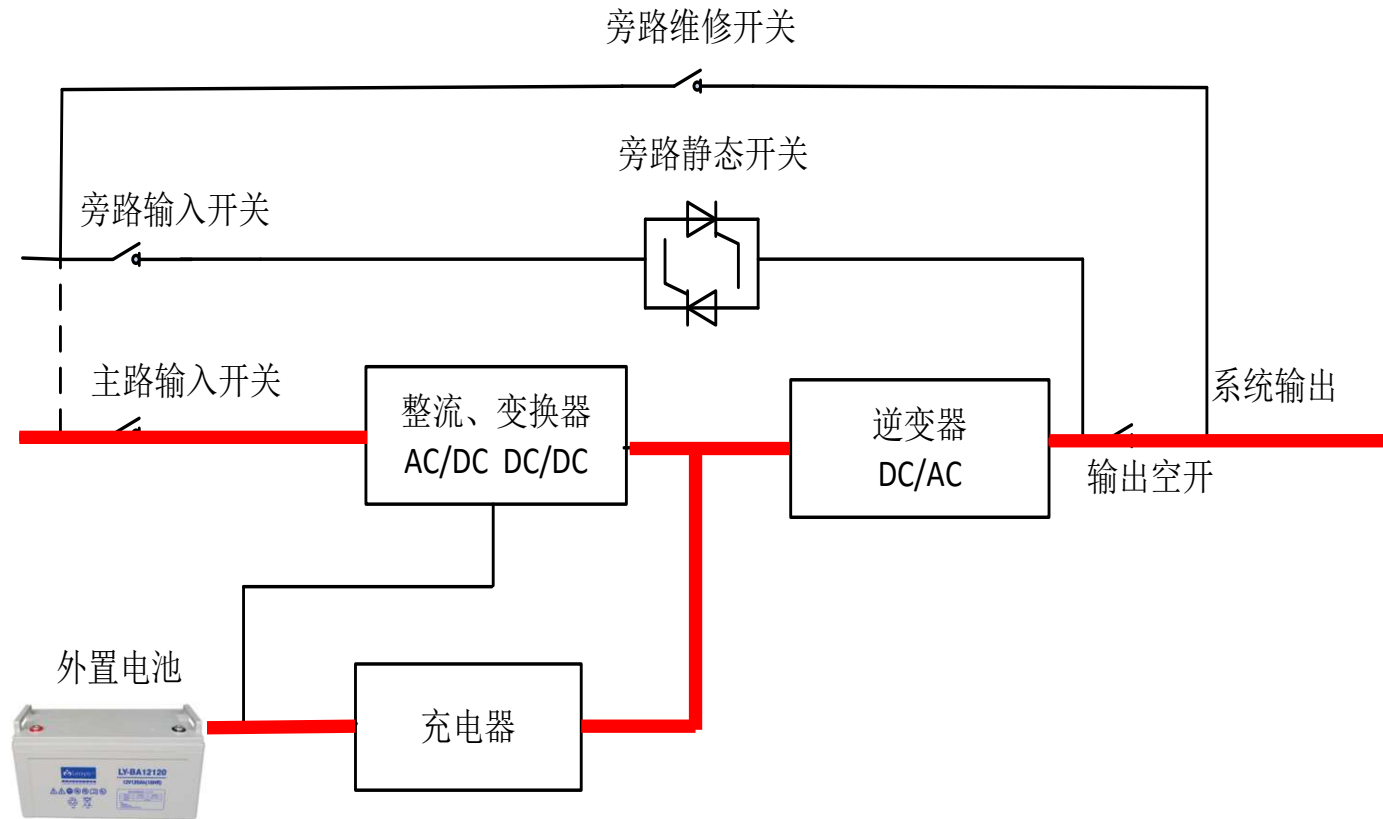 旁路维修开关
旁路静态开关
旁路输入开关
主路输入开关
整流、变换器
AC/DC DC/DC
逆变器
DC/AC
系统输出
输出空开
外置电池
充电器
LY-BA12120